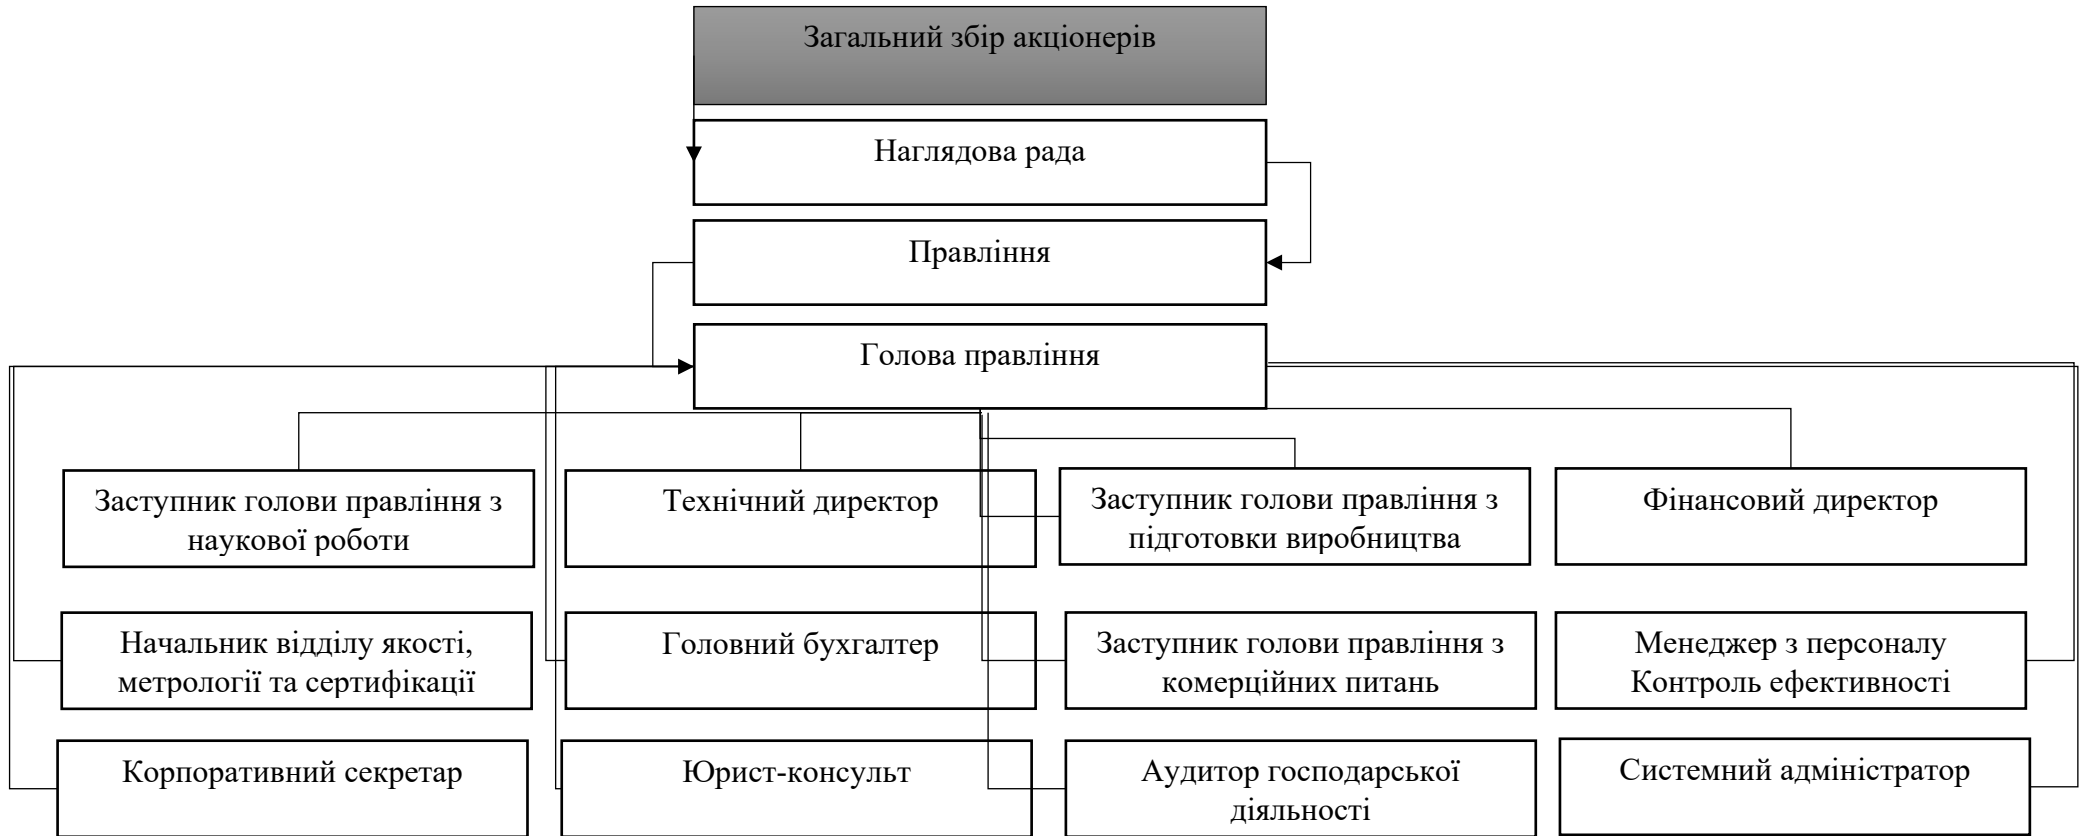 Загальний збір акціонерів
Наглядова рада
Правління
Голова правління
Заступник голови правління з
наукової роботи
Технічний директор
Заступник голови правління з
підготовки виробництва
Фінансовий директор
Начальник відділу якості,
метрології та сертифікації
Головний бухгалтер
Заступник голови правління з
комерційних питань
Менеджер з персоналу
Контроль ефективності
Корпоративний секретар
Юрист-консульт
Аудитор господарської
діяльності
Системний адміністратор